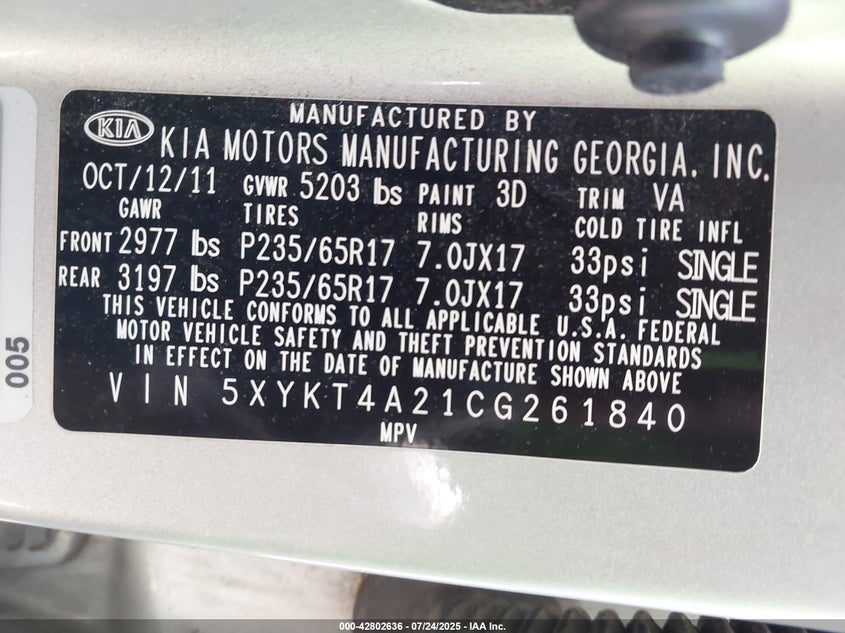 MANUFACTURED BY
KIA KIA MOTORS MANUFACTURING GEORGIA, INC.
OCT/12/11 GVWR 5203 lbs PAINT 3D TRIM VA
GAWR TIRES RIMS COLD TIRE INFL
FRONT 2977 lbs P235/65R17 7.0JX17 33psi SINGLE
REAR 3197 lbs P235/65R17 7.0JX17 33psi SINGLE
THIS VEHICLE CONFORMS TO ALL APPLICABLE U.S.A. FEDERAL
MOTOR VEHICLE SAFETY AND THEFT PREVENTION STANDARDS
IN EFFECT ON THE DATE OF MANUFACTURE SHOWN ABOVE
VIN 5XYKT4A21CG261840
MPV
005
000-42802636 - 07/24/2025 - IAA Inc.